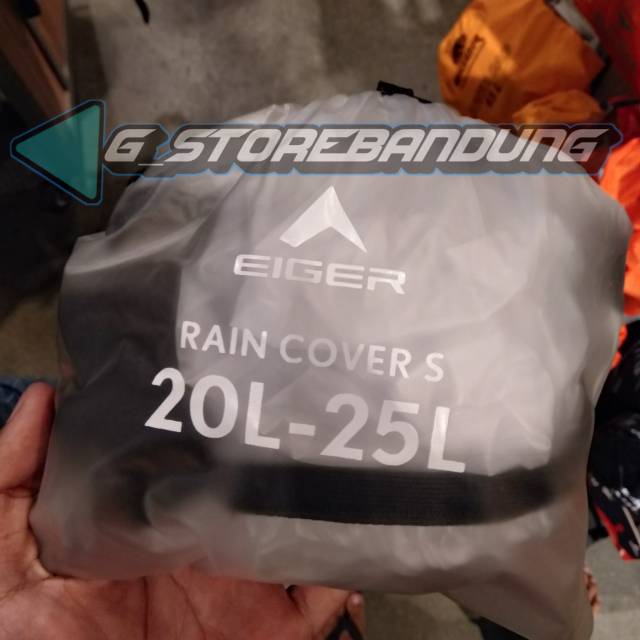 G_STOREBANDUNG
EIGER
RAIN COVER S
20L-25L